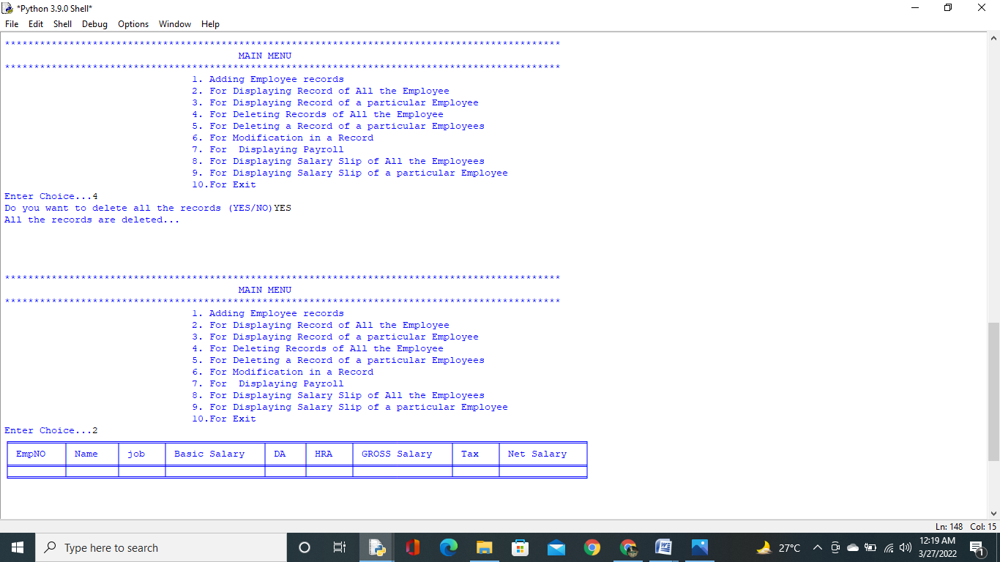 *Python 3.9.0 Shell*
File Edit Shell Debug Options Window Help
***********************************************************************************************
MAIN MENU
***********************************************************************************************
1. Adding Employee records
2. For Displaying Record of All the Employee
3. For Displaying Record of a particular Employee
4. For Deleting Records of All the Employee
5. For Deleting a Record of a particular Employees
6. For Modification in a Record
7. For  Displaying Payroll
8. For Displaying Salary Slip of All the Employees
9. For Displaying Salary Slip of a particular Employee
10.For Exit
Enter Choice...4
Do you want to delete all the records (YES/NO)YES
All the records are deleted...
***********************************************************************************************
MAIN MENU
***********************************************************************************************
1. Adding Employee records
2. For Displaying Record of All the Employee
3. For Displaying Record of a particular Employee
4. For Deleting Records of All the Employee
5. For Deleting a Record of a particular Employees
6. For Modification in a Record
7. For  Displaying Payroll
8. For Displaying Salary Slip of All the Employees
9. For Displaying Salary Slip of a particular Employee
10.For Exit
Enter Choice...2
EmpNO Name job Basic Salary DA HRA GROSS Salary Tax Net Salary
Ln: 148 Col: 15
Type here to search
27°C
12:19 AM
3/27/2022
1